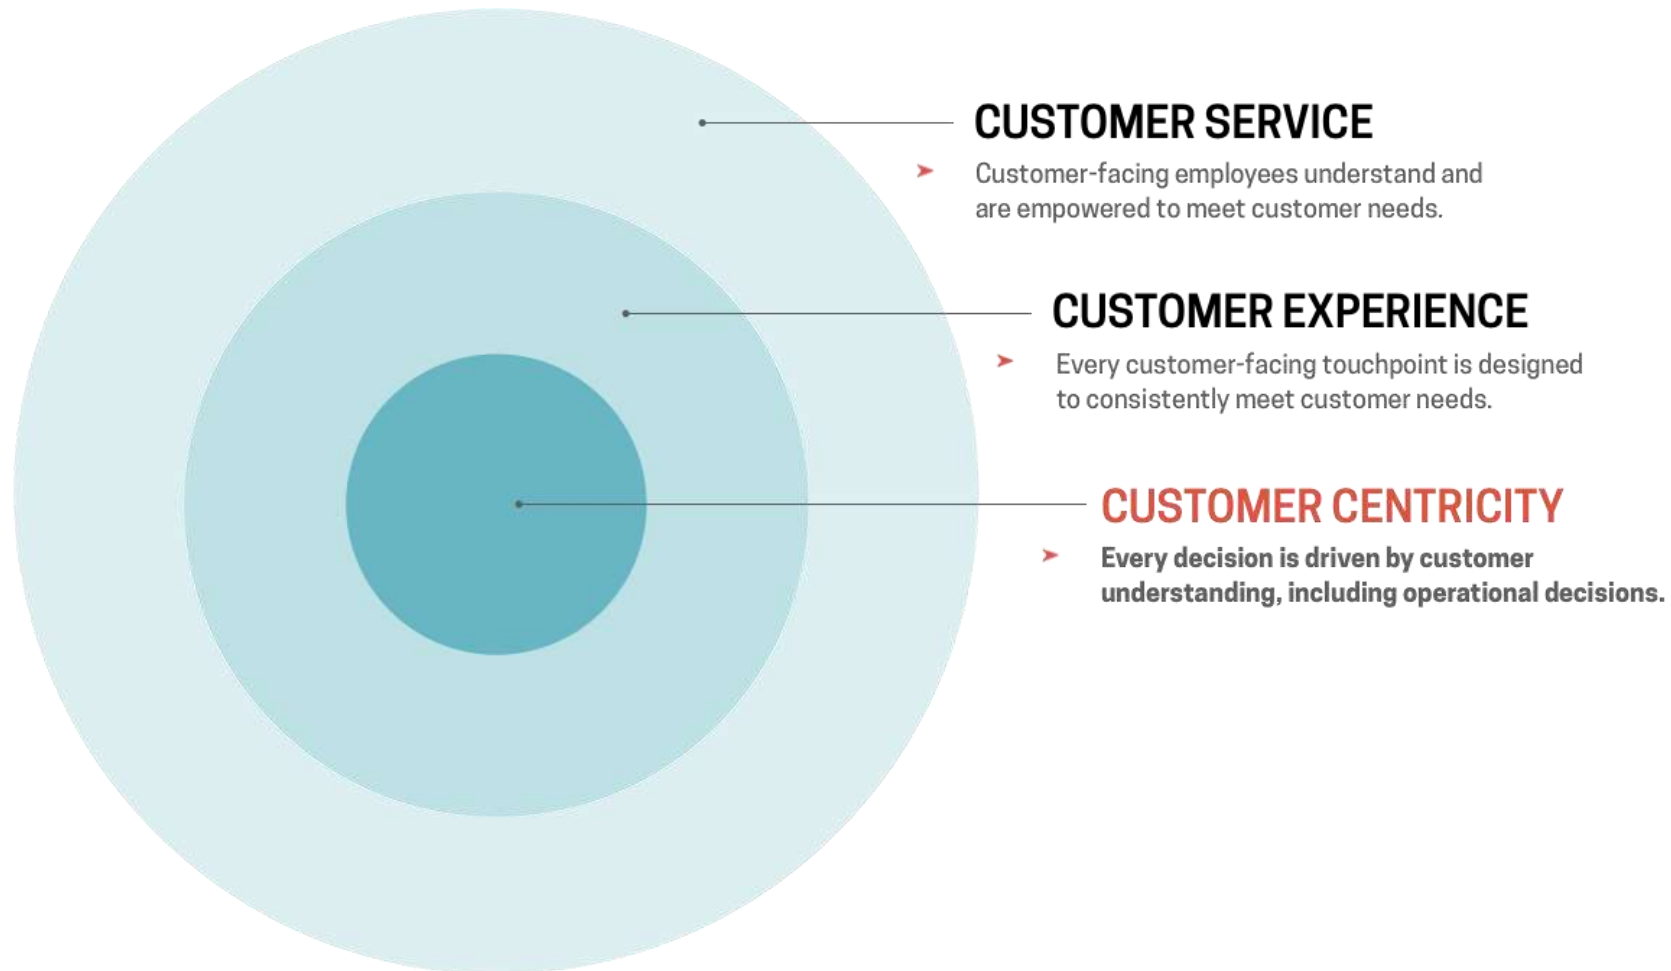 CUSTOMER SERVICE
Customer-facing employees understand and
are empowered to meet customer needs.
CUSTOMER EXPERIENCE
Every customer-facing touchpoint is designed
to consistently meet customer needs.
CUSTOMER CENTRICITY
Every decision is driven by customer
understanding, including operational decisions.